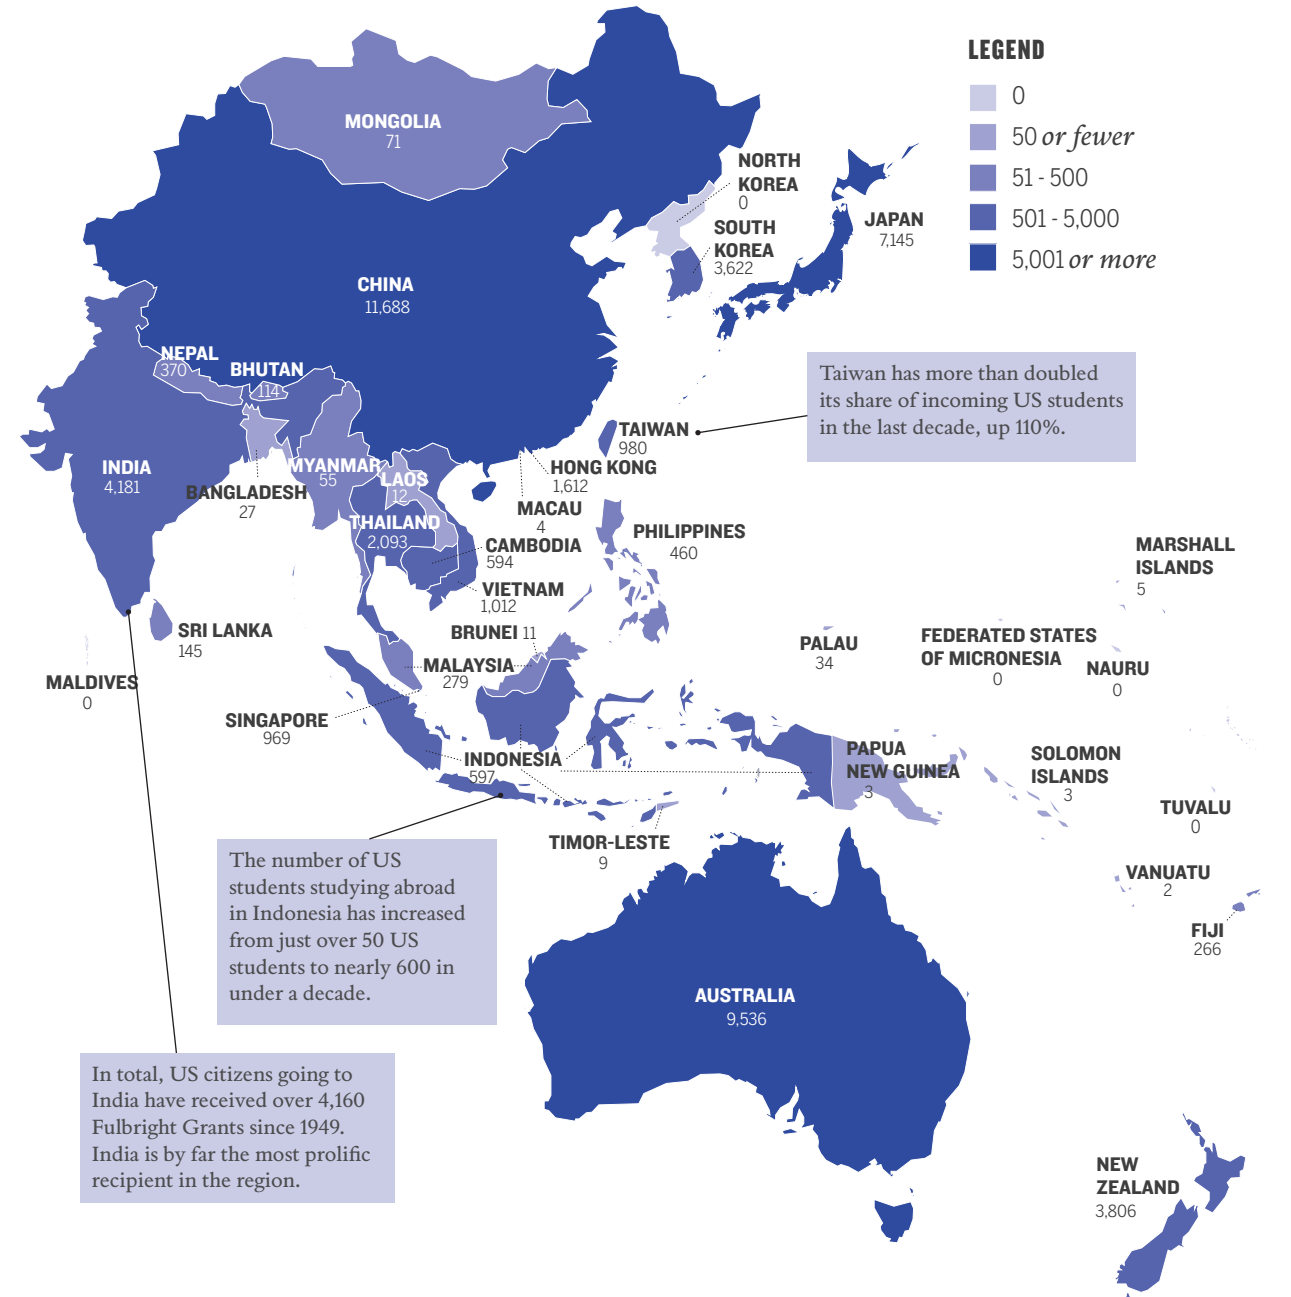 LEGEND
0
50 or fewer
51 - 500
501 - 5,000
5,001 or more
MONGOLIA
71
NORTH
KOREA
0
SOUTH
KOREA
3,622
JAPAN
7,145
CHINA
11,688
NEPAL
370
BHUTAN
114
Taiwan has more than doubled
its share of incoming US students
in the last decade, up 110%.
TAIWAN
980
INDIA
4,181
MYANMAR
55
LAOS
12
HONG KONG
1,612
BANGLADESH
27
MACAU
4
THAILAND
2,093
PHILIPPINES
460
CAMBODIA
594
VIETNAM
1,012
MARSHALL
ISLANDS
5
SRI LANKA
145
BRUNEI 11
MALAYSIA
279
PALAU
34
FEDERATED STATES
OF MICRONESIA
0
NAURU
0
MALDIVES
0
SINGAPORE
969
INDONESIA
597
PAPUA
NEW GUINEA
3
SOLOMON
ISLANDS
3
TUVALU
0
TIMOR-LESTE
9
VANUATU
2
FIJI
266
The number of US
students studying abroad
in Indonesia has increased
from just over 50 US
students to nearly 600 in
under a decade.
AUSTRALIA
9,536
In total, US citizens going to
India have received over 4,160
Fulbright Grants since 1949.
India is by far the most prolific
recipient in the region.
NEW
ZEALAND
3,806